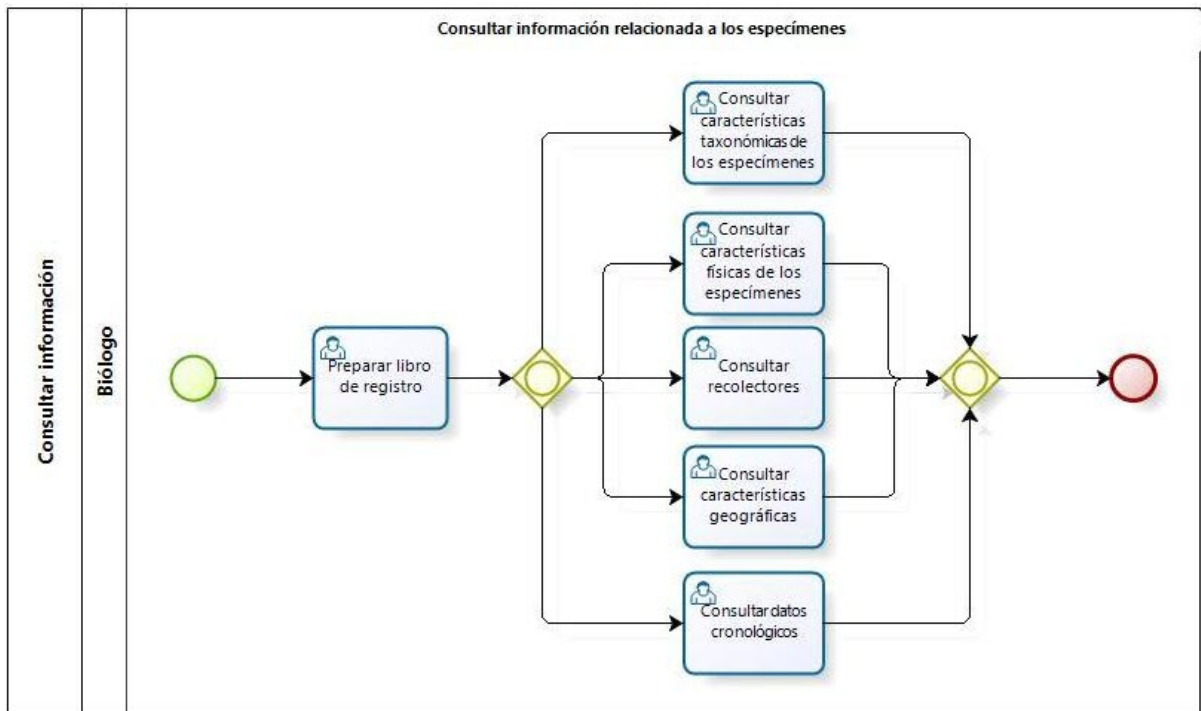 Consultar información relacionada a los especímenes
Consultar información
Biólogo
Preparar libro
de registro
Consultar
características
taxonómicas de
los especímenes
Consultar
características
físicas de los
especímenes
Consultar
recolectores
Consultar
características
geográficas
Consultar datos
cronológicos